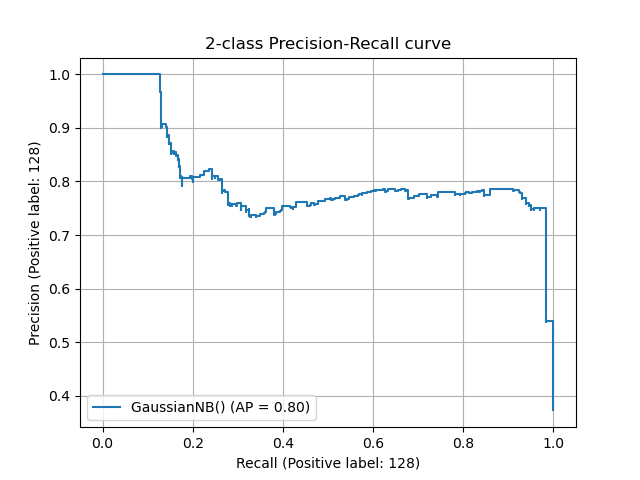 2-class Precision-Recall curve
1.0
0.9
0.8
0.7
0.6
0.5
0.4
Precision (Positive label: 128)
GaussianNB() (AP = 0.80)
0.0 0.2 0.4 0.6 0.8 1.0
Recall (Positive label: 128)